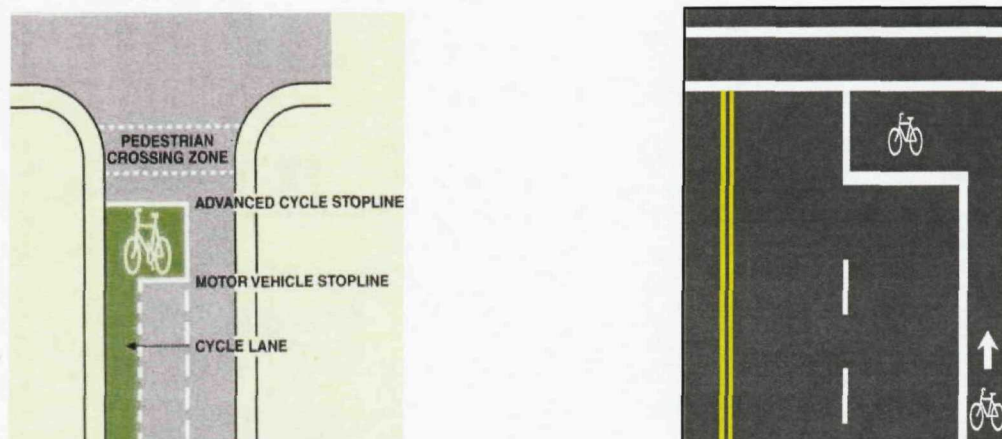 PEDESTRIAN
CROSSING ZONE
ADVANCED CYCLE STOPLINE
MOTOR VEHICLE STOPLINE
CYCLE LANE